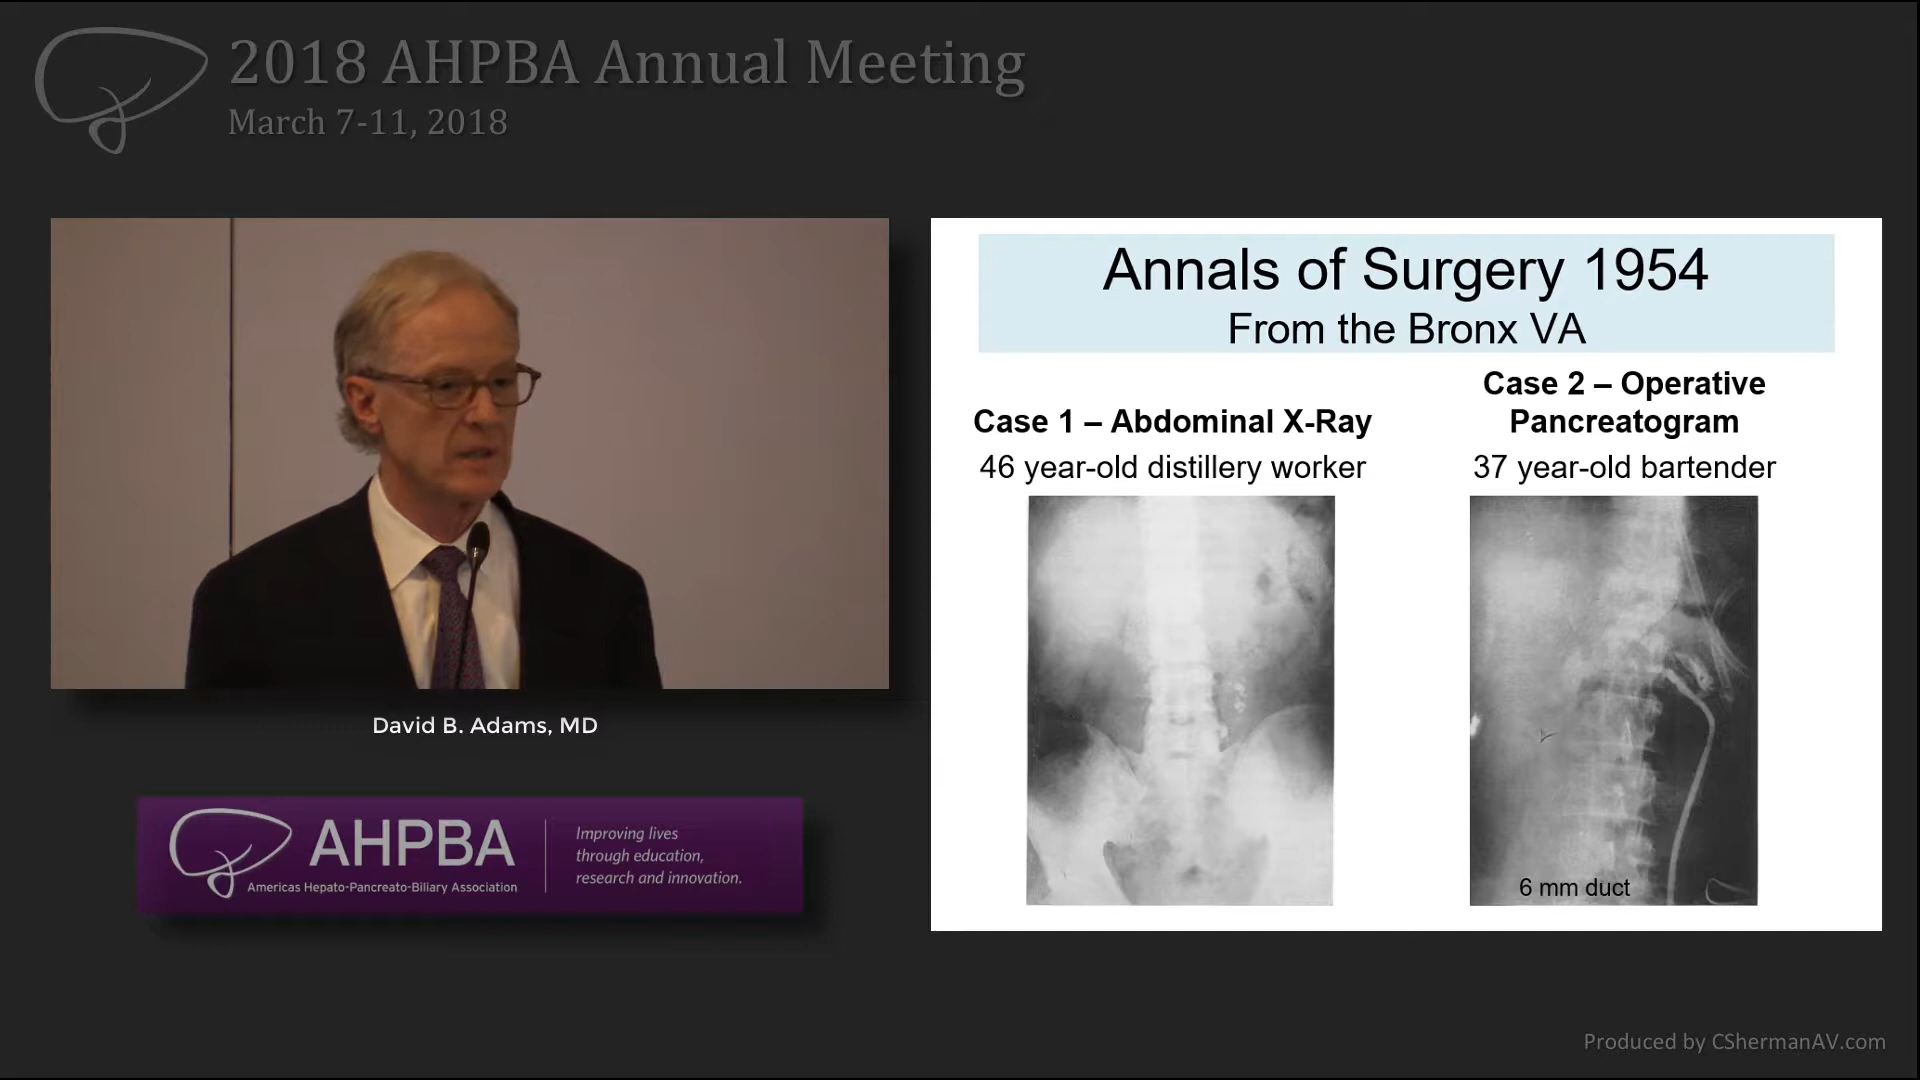 2018 AHPBA Annual Meeting
March 7-11, 2018
Annals of Surgery 1954
From the Bronx VA
Case 1 – Abdominal X-Ray
46 year-old distillery worker
Case 2 – Operative
Pancreatogram
37 year-old bartender
6 mm duct
David B. Adams, MD
AHPBA
Americas Hepato-Pancreato-Biliary Association
Improving lives
through education,
research and innovation.
Produced by CShermanAV.com